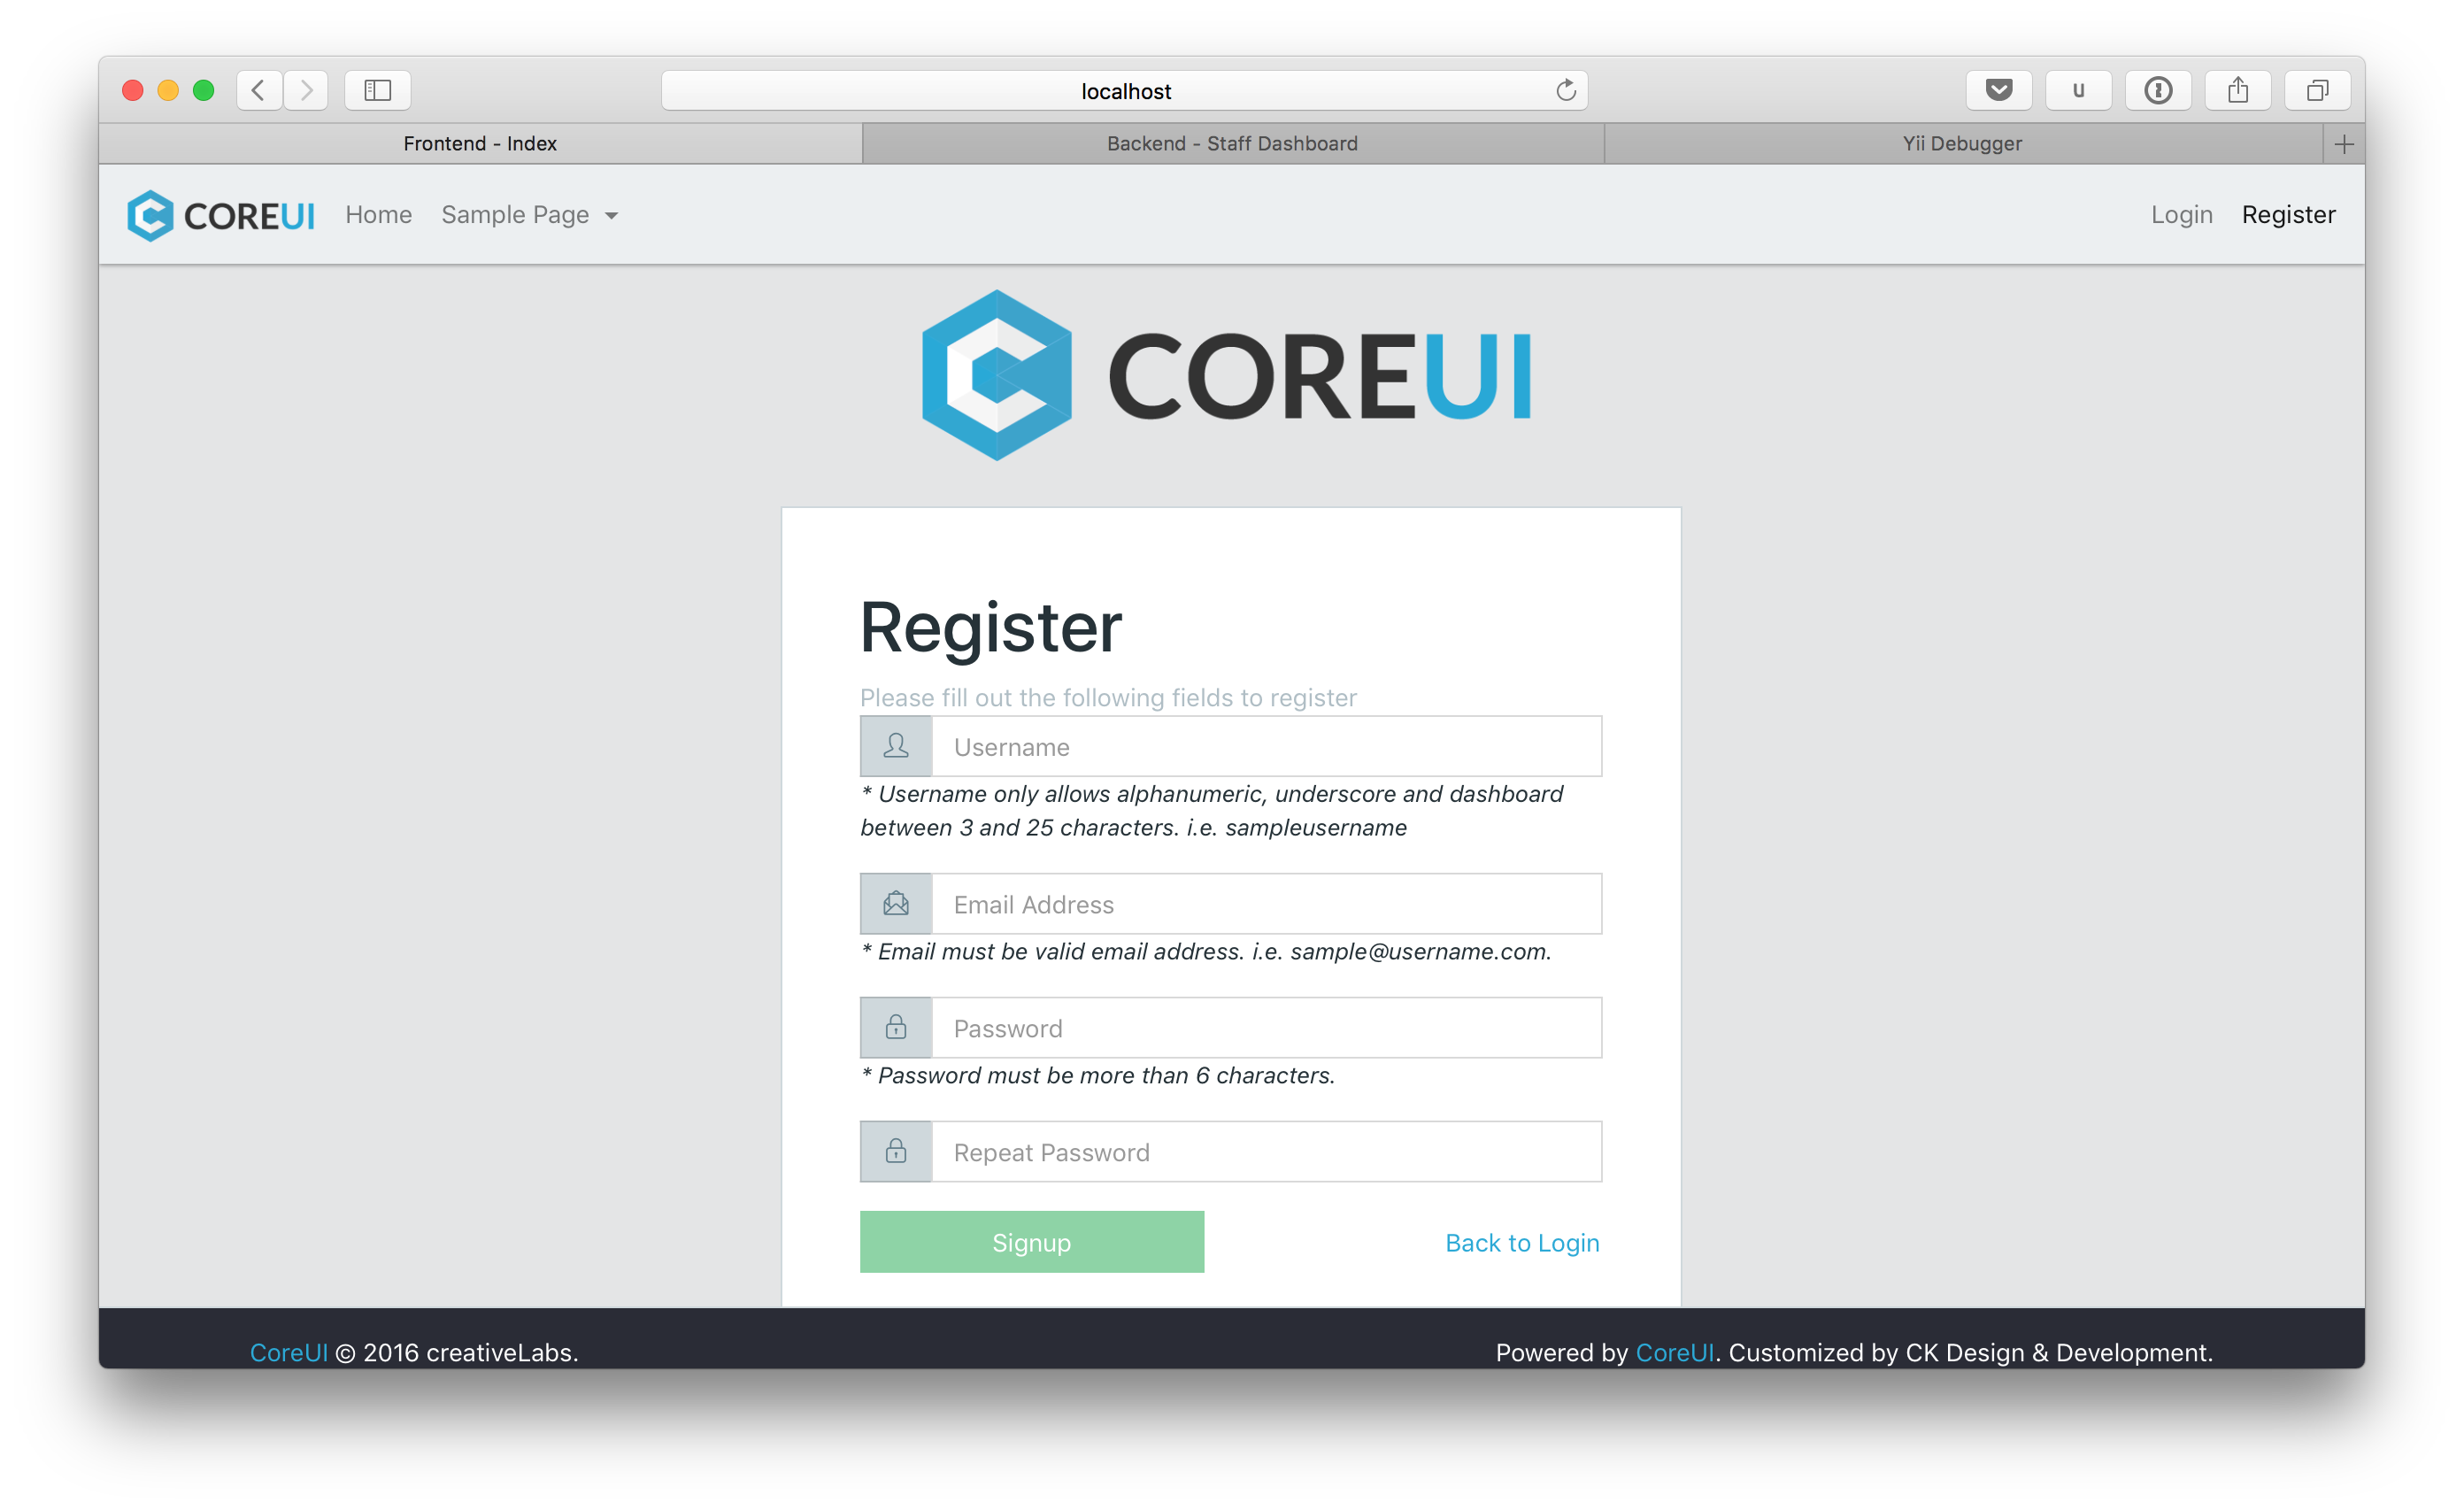 localhost
u
Frontend - Index
Backend - Staff Dashboard
Yii Debugger
COREUI
Home
Sample Page
Login
Register
COREUI
Register
Please fill out the following fields to register
Username
* Username only allows alphanumeric, underscore and dashboard
between 3 and 25 characters. i.e. sampleusername
Email Address
* Email must be valid email address. i.e. sample@username.com.
Password
* Password must be more than 6 characters.
Repeat Password
Signup
Back to Login
CoreUI © 2016 creativeLabs.
Powered by CoreUI. Customized by CK Design & Development.